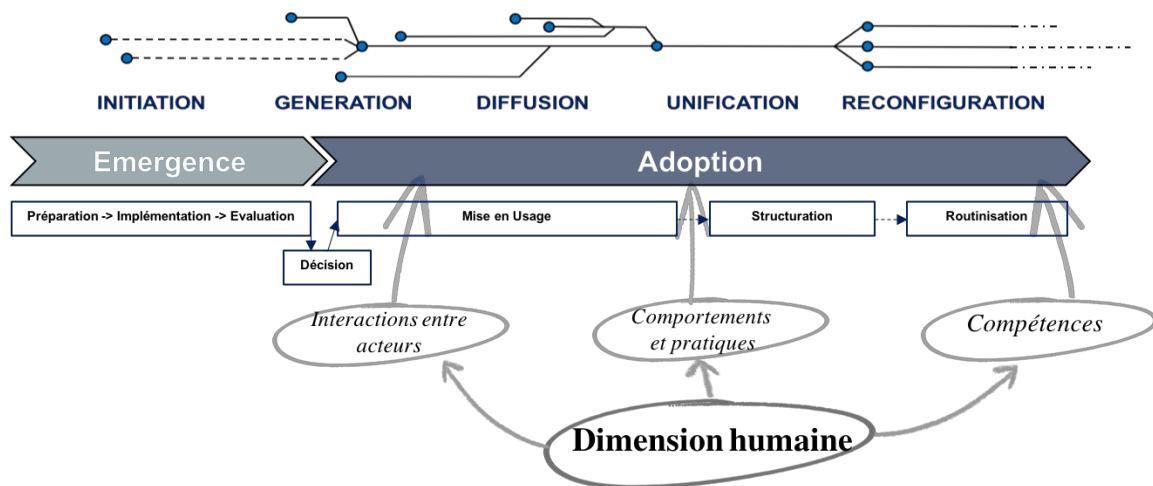 INITIATION
GENERATION
DIFFUSION
UNIFICATION
RECONFIGURATION
Emergence
Adoption
Préparation -> Implémentation -> Evaluation
Mise en Usage
Structuration
Routinisation
Décision
Interactions entre
acteurs
Comportements
et pratiques
Compétences
Dimension humaine